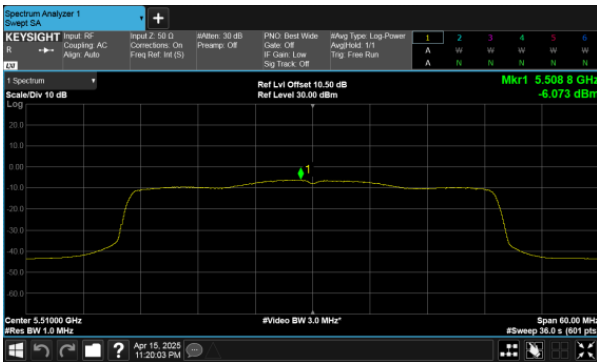 Spectrum Analyzer 1
Swept SA
+
KEYSIGHT Input: RF Input Z: 50 Ω #Atten: 30 dB PNO: Best Wide #Avg Type: Log-Power 1 2 3 4 5 6
R Coupling: AC Corrections: On Preamp: Off Gate: Off Avg|Hold: 1/1 A W W W W W
Align: Auto Freq Ref: Int (S) IF Gain: Low Trig: Free Run
LXI Sig Track: Off A N N N N N
1 Spectrum Ref Lvl Offset 10.50 dB Mkr1 5.508 8 GHz
Scale/Div 10 dB Ref Level 30.00 dBm -6.073 dBm
Log
20.0
10.0
0.00
1
-10.0
-20.0
-30.0
-40.0
-50.0
-60.0
Center 5.51000 GHz #Video BW 3.0 MHz* Span 60.00 MHz
#Res BW 1.0 MHz #Sweep 36.0 s (601 pts)
? Apr 15, 2025
11:20:03 PM